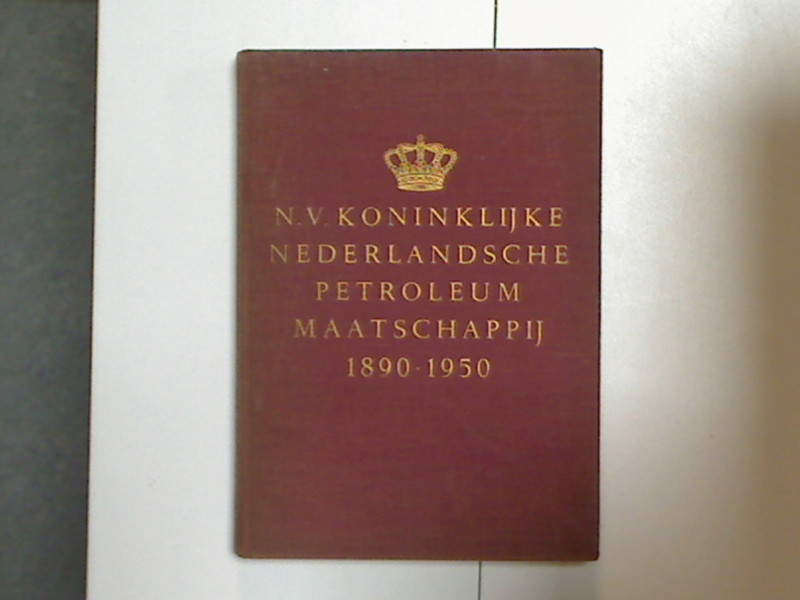 N.V. KONINKLIJKE
NEDERLANDSCHE
PETROLEUM
MAATSCHAPPIJ
1890·1950